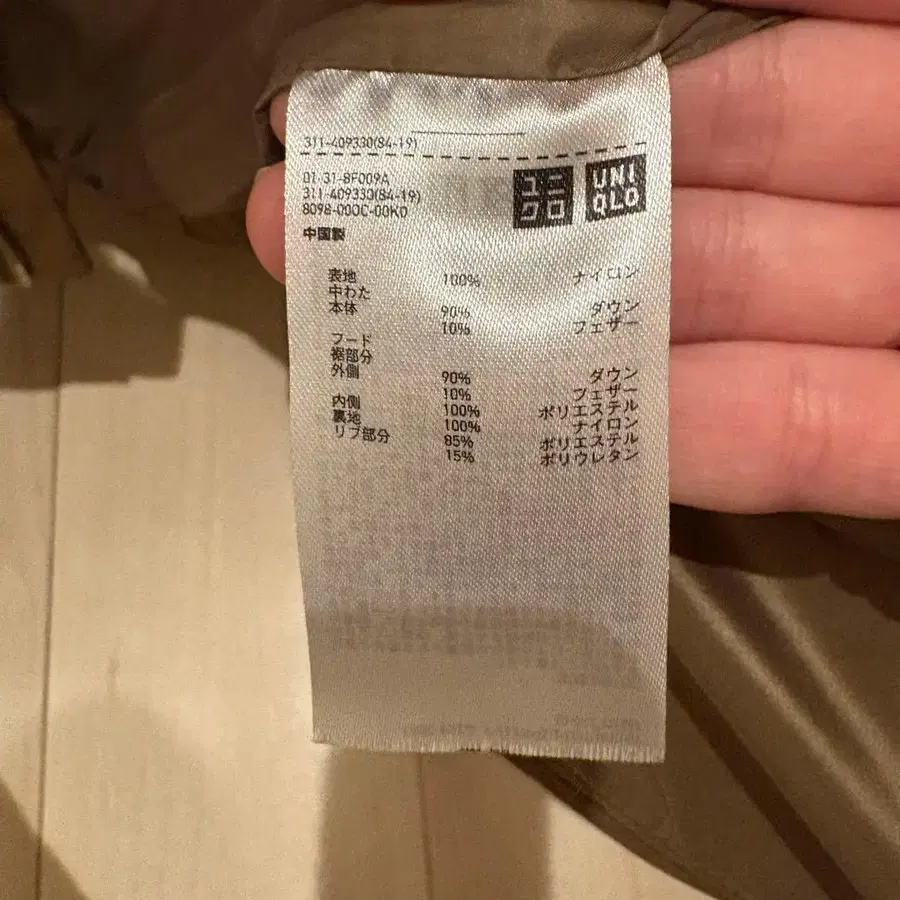 311-409330(84-19)
01-31-8F009A
311-409330(84-19)
8098-000C-00K0
ユニクロ
UNIQLO
中国製
表地 100% ナイロン
中わた
本体 90% ダウン
10% フェザー
フード
裾部分
外側 90% ダウン
10% フェザー
内側 100% ポリエステル
裏地 100% ナイロン
リブ部分 85% ポリエステル
15% ポリウレタン